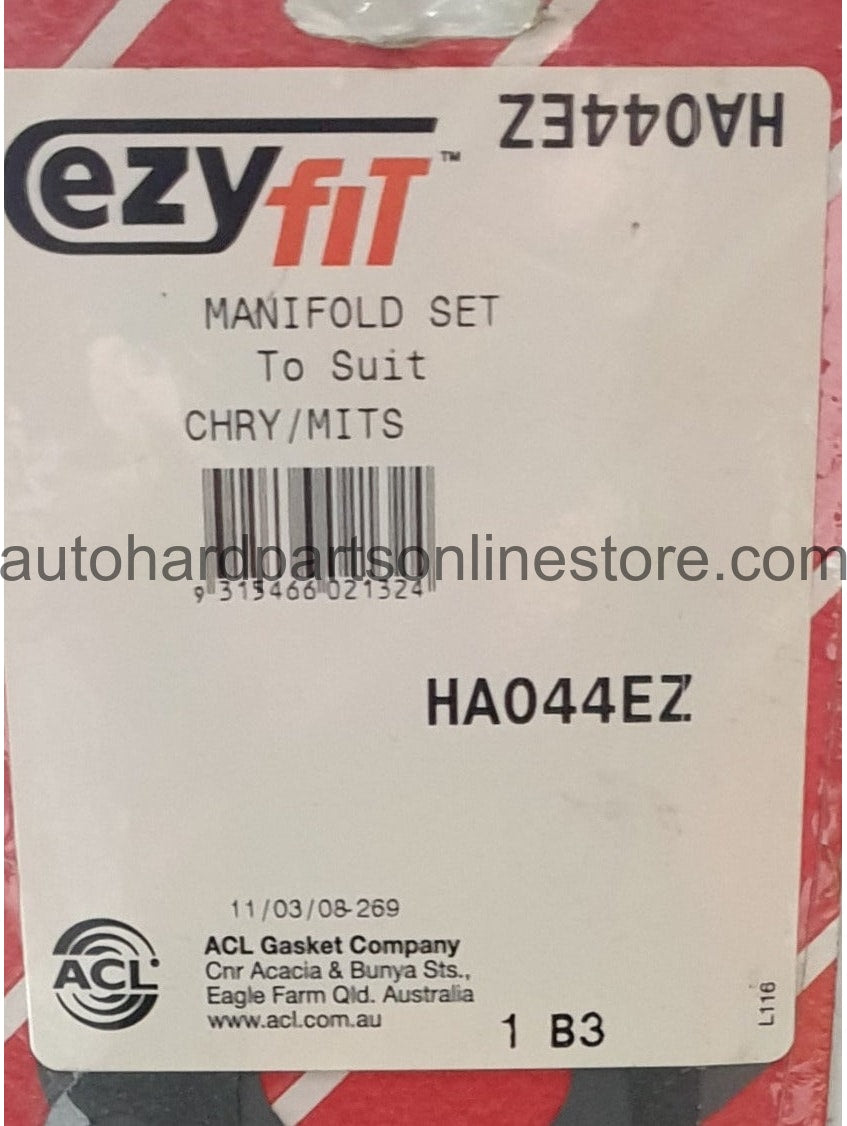 HA044EZ
ezyfit™
MANIFOLD SET
To Suit
CHRY/MITS
autohardpartsonlinestore.com
9 315466 021324
HA044EZ
11/03/08-269
ACL Gasket Company
ACL
Cnr Acacia & Bunya Sts.,
Eagle Farm Qld. Australia
www.acl.com.au
1 B3
L116